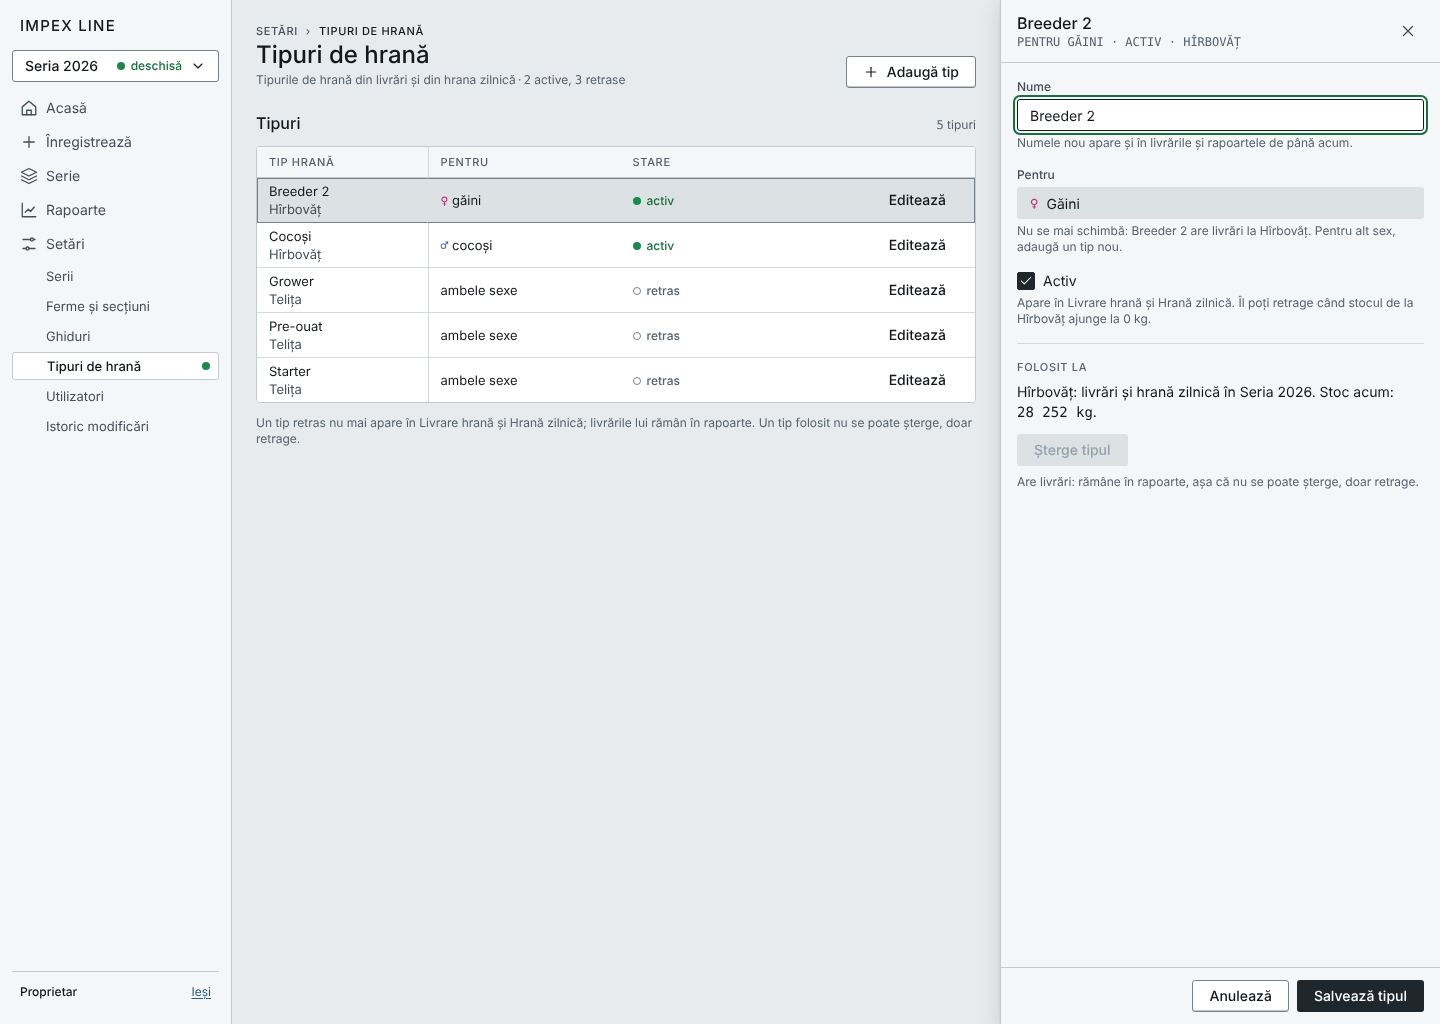 IMPEX LINE
Seria 2026 deschisă
Acasă
Înregistrează
Serie
Rapoarte
Setări
Serii
Ferme și secțiuni
Ghiduri
Tipuri de hrană
Utilizatori
Istoric modificări
Proprietar Ieși
SETĂRI › TIPURI DE HRANĂ
Tipuri de hrană
Tipurile de hrană din livrări și din hrana zilnică · 2 active, 3 retrase
Adaugă tip
Tipuri 5 tipuri
TIP HRANĂ PENTRU STARE
Breeder 2
Hîrbovăț
♀ găini activ Editează
Cocoși
Hîrbovăț
♂ cocoși activ Editează
Grower
Telița
ambele sexe retras Editează
Pre-ouat
Telița
ambele sexe retras Editează
Starter
Telița
ambele sexe retras Editează
Un tip retras nu mai apare în Livrare hrană și Hrană zilnică; livrările lui rămân în rapoarte. Un tip folosit nu se poate șterge, doar
retrage.
Breeder 2
PENTRU GĂINI · ACTIV · HÎRBOVĂȚ
Nume
Breeder 2
Numele nou apare și în livrările și rapoartele de până acum.
Pentru
♀ Găini
Nu se mai schimbă: Breeder 2 are livrări la Hîrbovăț. Pentru alt sex,
adaugă un tip nou.
Activ
Apare în Livrare hrană și Hrană zilnică. Îl poți retrage când stocul de la
Hîrbovăț ajunge la 0 kg.
FOLOSIT LA
Hîrbovăț: livrări și hrană zilnică în Seria 2026. Stoc acum:
28 252 kg.
Șterge tipul
Are livrări: rămâne în rapoarte, așa că nu se poate șterge, doar retrage.
Anulează Salvează tipul